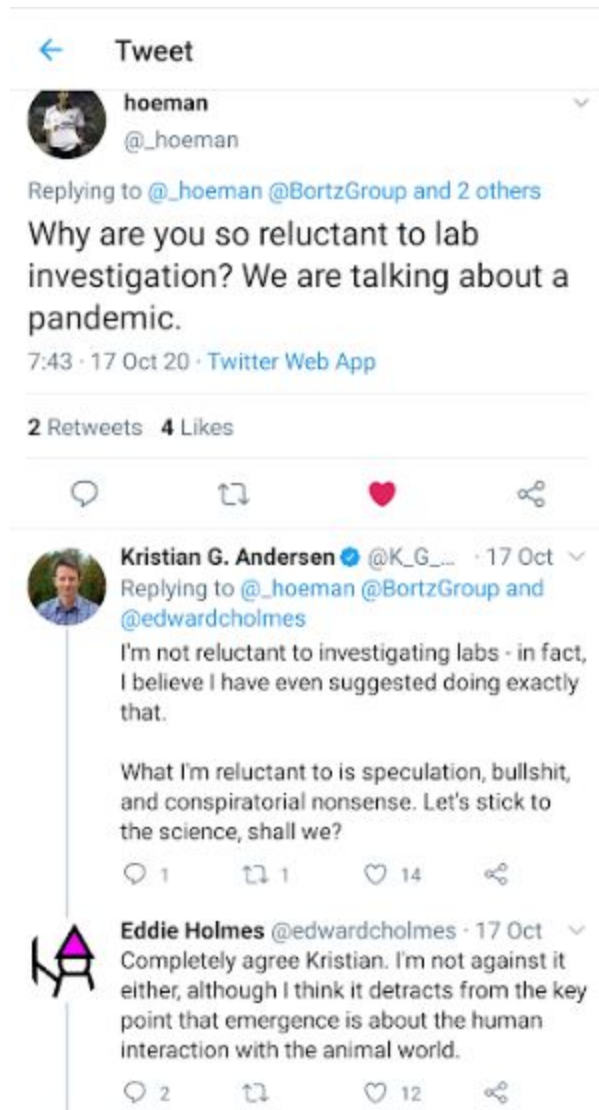 Tweet
hoeman
@_hoeman
Replying to @_hoeman @BortzGroup and 2 others
Why are you so reluctant to lab
investigation? We are talking about a
pandemic.
7:43 · 17 Oct 20 · Twitter Web App
2 Retweets 4 Likes
Kristian G. Andersen @K_G_... · 17 Oct
Replying to @_hoeman @BortzGroup and
@edwardcholmes
I'm not reluctant to investigating labs - in fact,
I believe I have even suggested doing exactly
that.
What I'm reluctant to is speculation, bullshit,
and conspiratorial nonsense. Let's stick to
the science, shall we?
1 1 14
Eddie Holmes @edwardcholmes · 17 Oct
Completely agree Kristian. I'm not against it
either, although I think it detracts from the key
point that emergence is about the human
interaction with the animal world.
2 12